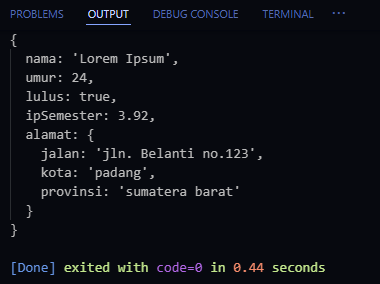 PROBLEMS OUTPUT DEBUG CONSOLE TERMINAL ···
{
  nama: 'Lorem Ipsum',
  umur: 24,
  lulus: true,
  ipSemester: 3.92,
  alamat: {
    jalan: 'jln. Belanti no.123',
    kota: 'padang',
    provinsi: 'sumatera barat'
  }
}
[Done] exited with code=0 in 0.44 seconds